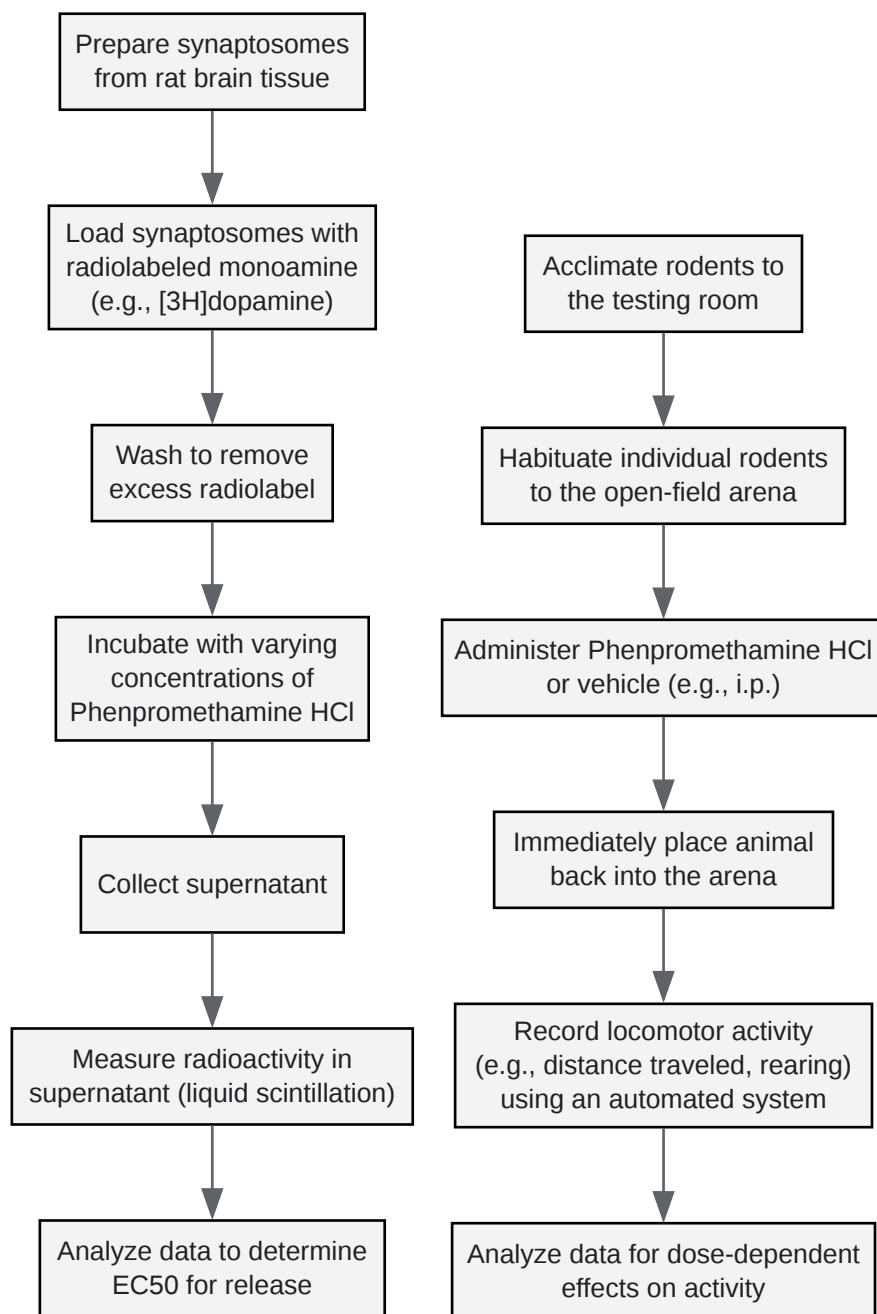 Prepare synaptosomes
from rat brain tissue
Load synaptosomes with
radiolabeled monoamine
(e.g., [3H]dopamine)
Wash to remove
excess radiolabel
Incubate with varying
concentrations of
Phenpromethamine HCl
Collect supernatant
Measure radioactivity in
supernatant (liquid scintillation)
Analyze data to determine
EC50 for release
Acclimate rodents to
the testing room
Habituate individual rodents
to the open-field arena
Administer Phenpromethamine HCl
or vehicle (e.g., i.p.)
Immediately place animal
back into the arena
Record locomotor activity
(e.g., distance traveled, rearing)
using an automated system
Analyze data for dose-dependent
effects on activity